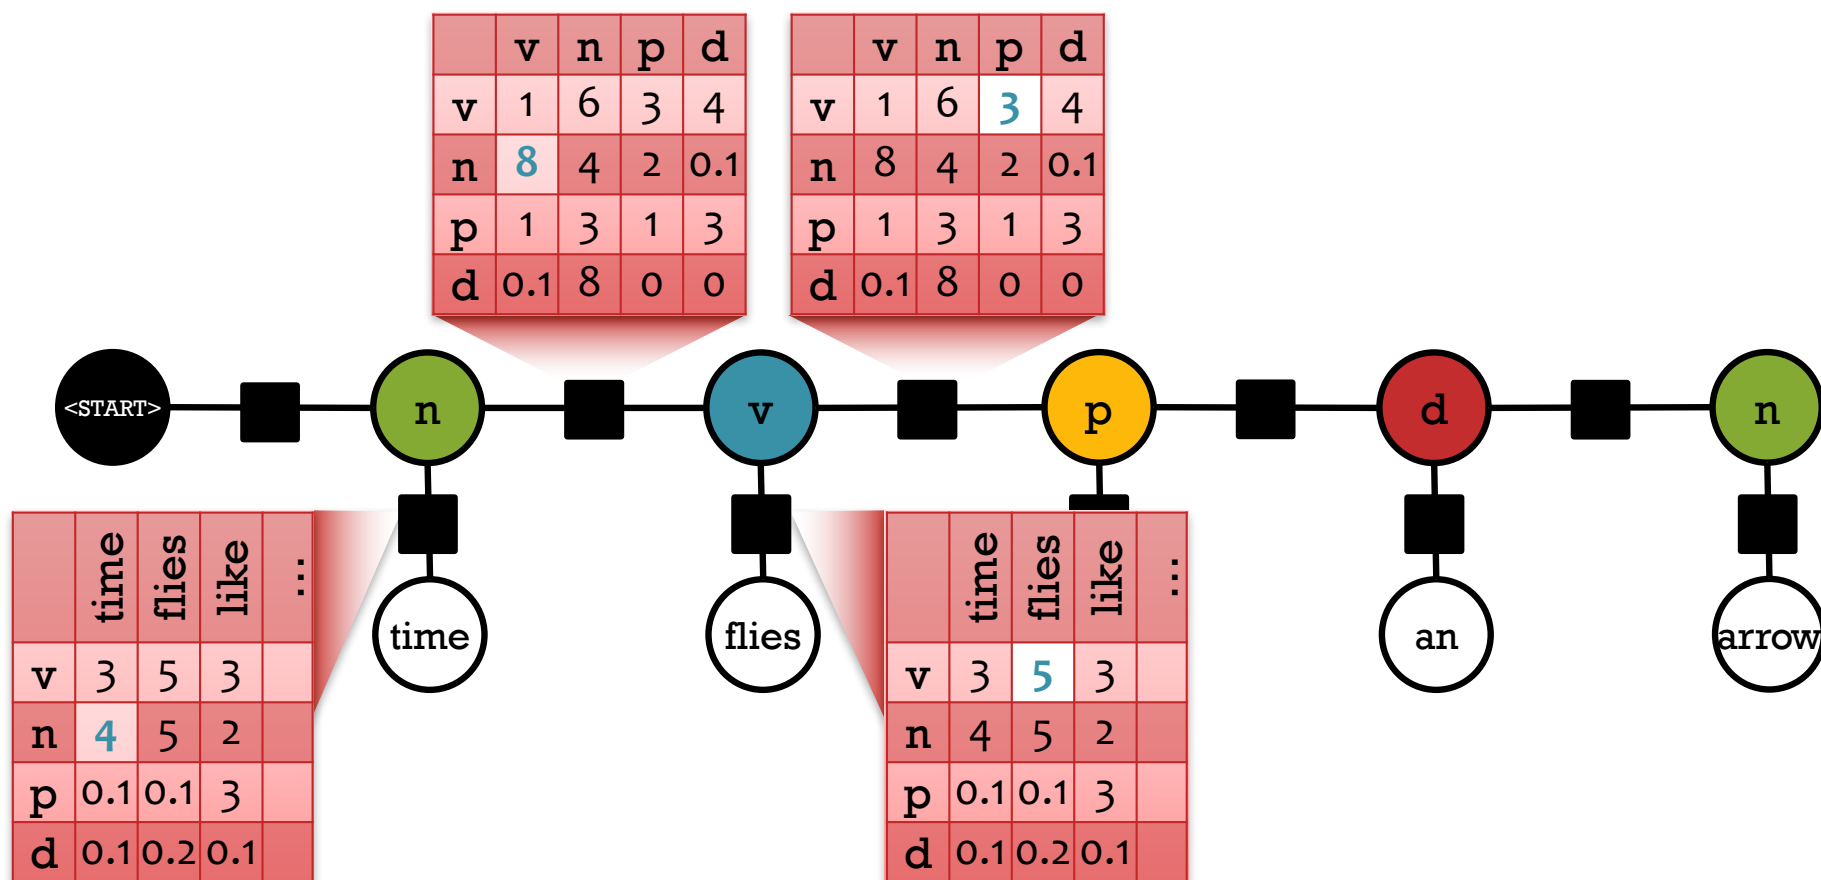 v n p d
v 1 6 3 4
n 8 4 2 0.1
p 1 3 1 3
d 0.1 8 0 0
v n p d
v 1 6 3 4
n 8 4 2 0.1
p 1 3 1 3
d 0.1 8 0 0
<START> n v p d n
time flies like ...
v 3 5 3
n 4 5 2
p 0.1 0.1 3
d 0.1 0.2 0.1
time flies
time flies like ...
v 3 5 3
n 4 5 2
p 0.1 0.1 3
d 0.1 0.2 0.1
an arrow